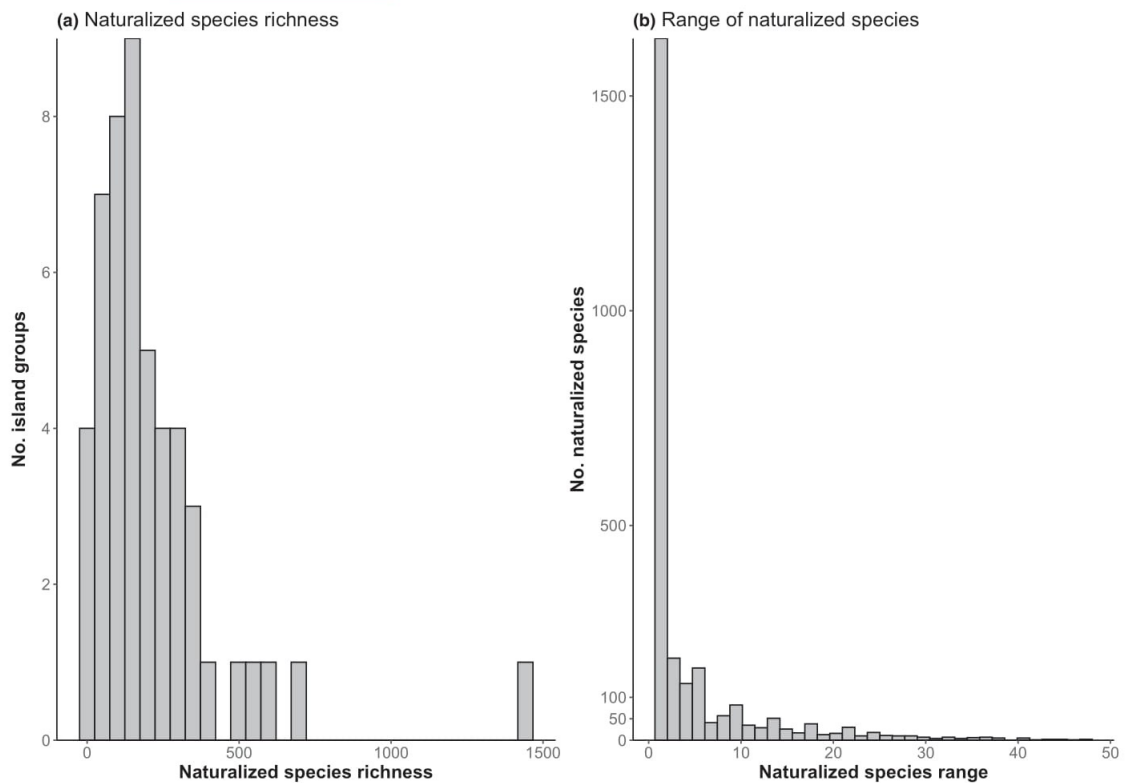 (a) Naturalized species richness
No. island groups
8
6
4
2
0
0 500 1000 1500
Naturalized species richness
(b) Range of naturalized species
No. naturalized species
1500
1000
500
100
50
0
0 10 20 30 40 50
Naturalized species range